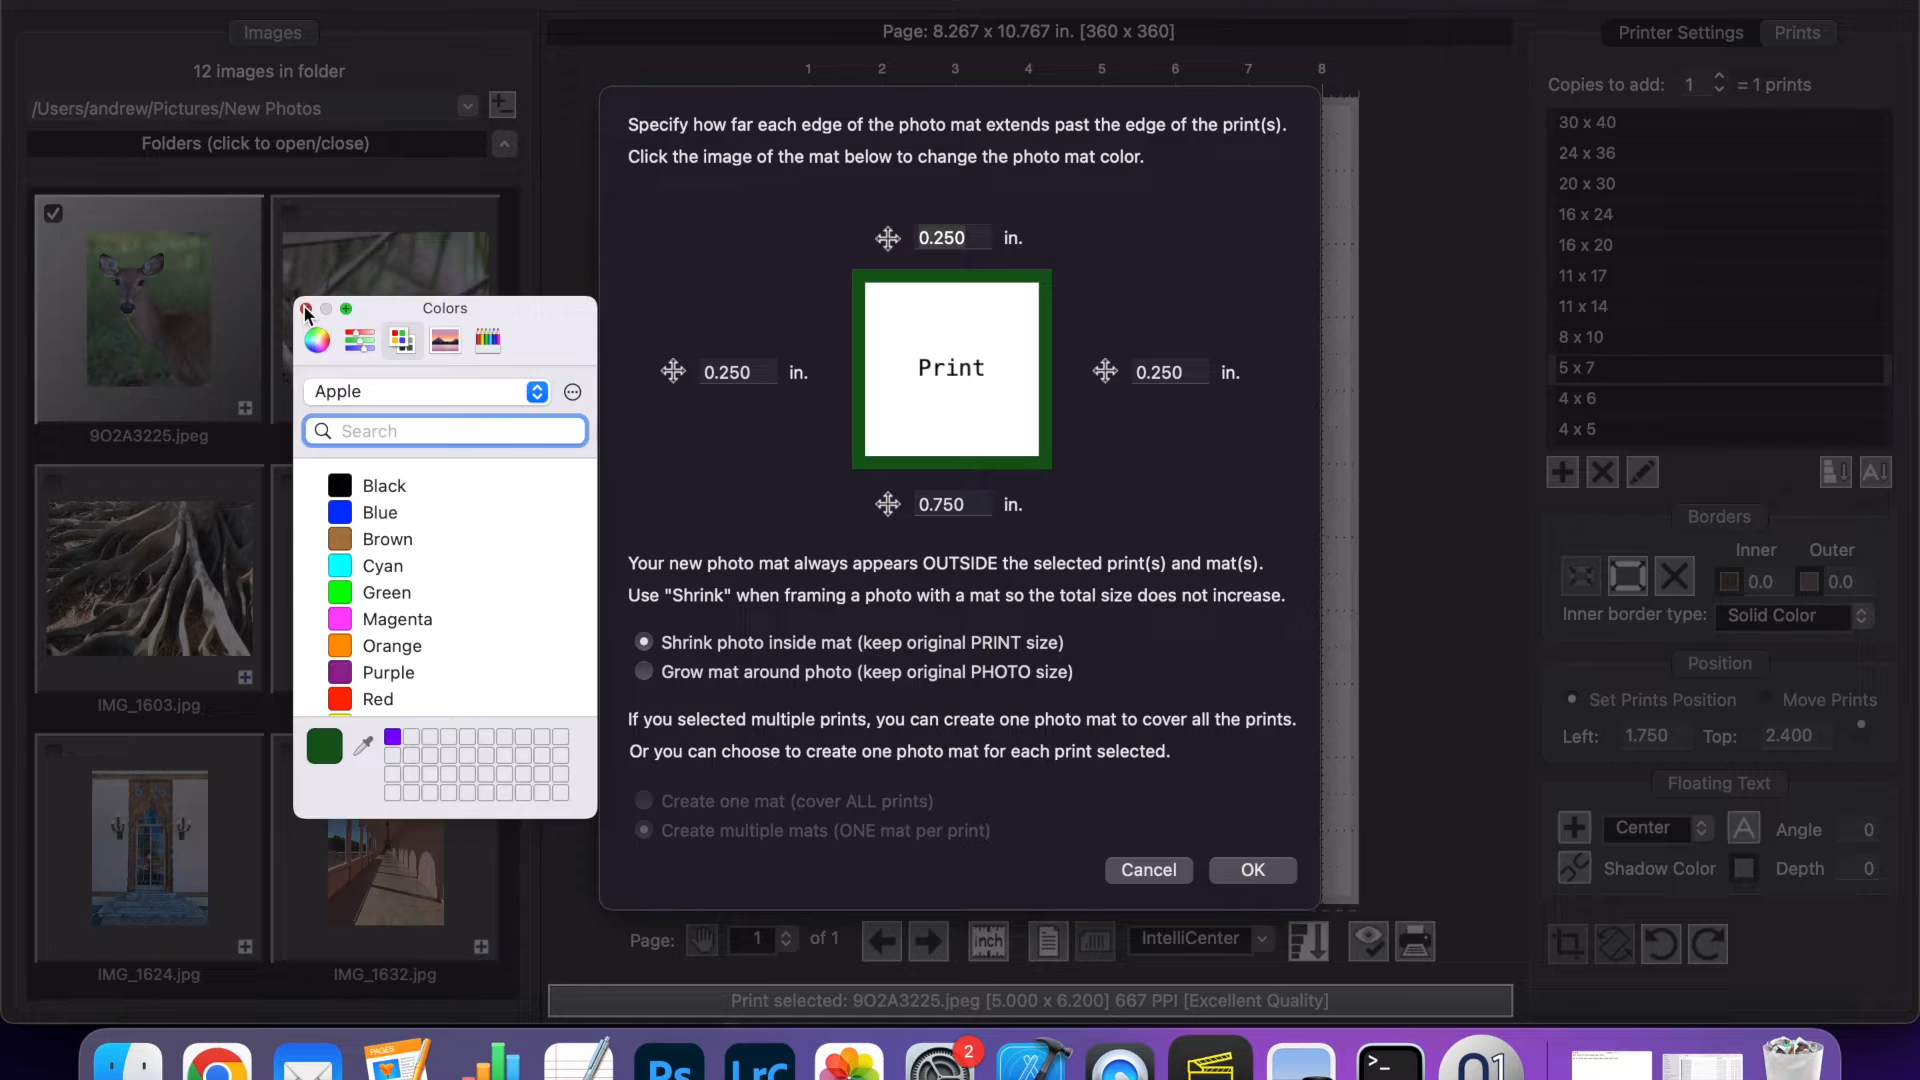 Images
12 images in folder
/Users/andrew/Pictures/New Photos
Folders (click to open/close)
9O2A3225.jpeg
IMG_1603.jpg
IMG_1624.jpg
IMG_1632.jpg
Colors
Apple
Search
Black
Blue
Brown
Cyan
Green
Magenta
Orange
Purple
Red
Page: 8.267 x 10.767 in. [360 x 360]
1 2 3 4 5 6 7 8
Specify how far each edge of the photo mat extends past the edge of the print(s).
Click the image of the mat below to change the photo mat color.
0.250 in.
0.250 in.
Print
0.250 in.
0.750 in.
Your new photo mat always appears OUTSIDE the selected print(s) and mat(s).
Use "Shrink" when framing a photo with a mat so the total size does not increase.
Shrink photo inside mat (keep original PRINT size)
Grow mat around photo (keep original PHOTO size)
If you selected multiple prints, you can create one photo mat to cover all the prints.
Or you can choose to create one photo mat for each print selected.
Create one mat (cover ALL prints)
Create multiple mats (ONE mat per print)
Cancel OK
Page: 1 of 1 inch IntelliCenter
Print selected: 9O2A3225.jpeg [5.000 x 6.200] 667 PPI [Excellent Quality]
Printer Settings Prints
Copies to add: 1 = 1 prints
30 x 40
24 x 36
20 x 30
16 x 24
16 x 20
11 x 17
11 x 14
8 x 10
5 x 7
4 x 6
4 x 5
A
Borders
Inner Outer
0.0 0.0
Inner border type: Solid Color
Position
Set Prints Position Move Prints
Left: 1.750 Top: 2.400
Floating Text
Center A Angle 0
Shadow Color Depth 0
PAGES
Ps
LrC
2
>_
01